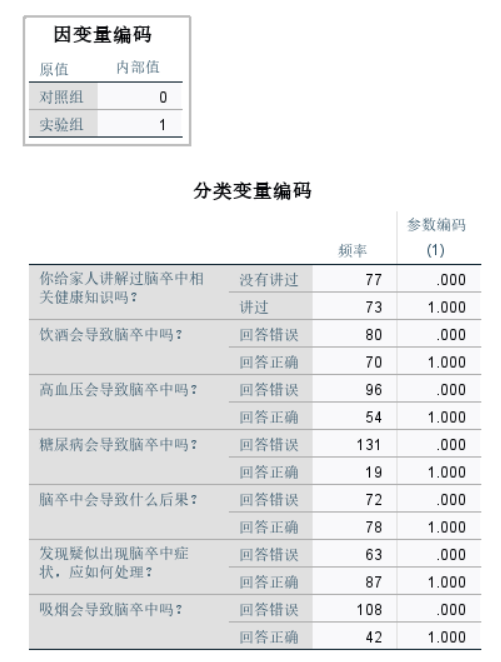 因变量编码
原值 内部值
对照组 0
实验组 1
分类变量编码
参数编码
频率 (1)
你给家人讲解过脑卒中相 没有讲过 77 .000
关健康知识吗? 讲过 73 1.000
饮酒会导致脑卒中吗? 回答错误 80 .000
回答正确 70 1.000
高血压会导致脑卒中吗? 回答错误 96 .000
回答正确 54 1.000
糖尿病会导致脑卒中吗? 回答错误 131 .000
回答正确 19 1.000
脑卒中会导致什么后果? 回答错误 72 .000
回答正确 78 1.000
发现疑似出现脑卒中症 回答错误 63 .000
状，应如何处理? 回答正确 87 1.000
吸烟会导致脑卒中吗? 回答错误 108 .000
回答正确 42 1.000